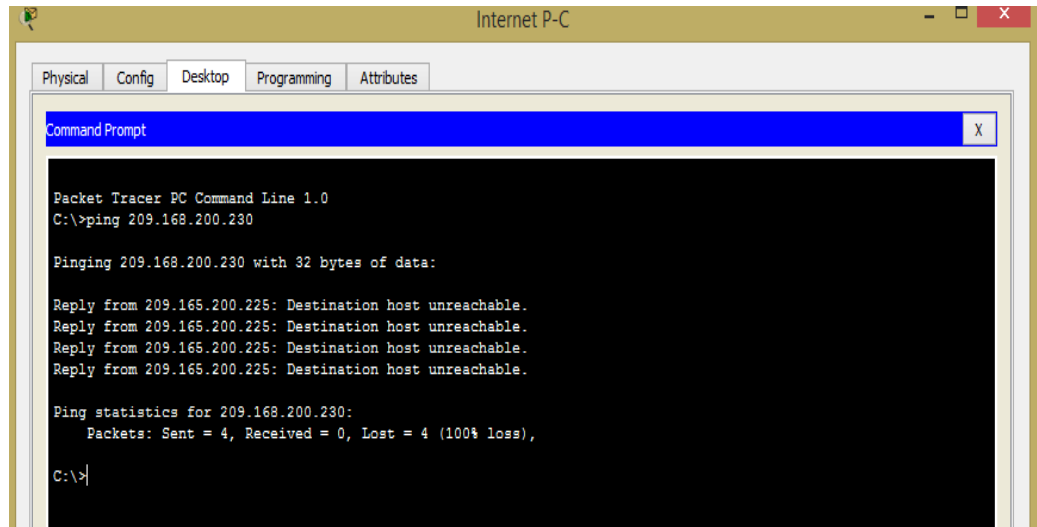 Internet P-C
Physical Config Desktop Programming Attributes
Command Prompt
X
Packet Tracer PC Command Line 1.0
C:\>ping 209.168.200.230
Pinging 209.168.200.230 with 32 bytes of data:
Reply from 209.165.200.225: Destination host unreachable.
Reply from 209.165.200.225: Destination host unreachable.
Reply from 209.165.200.225: Destination host unreachable.
Reply from 209.165.200.225: Destination host unreachable.
Ping statistics for 209.168.200.230:
Packets: Sent = 4, Received = 0, Lost = 4 (100% loss),
C:\>